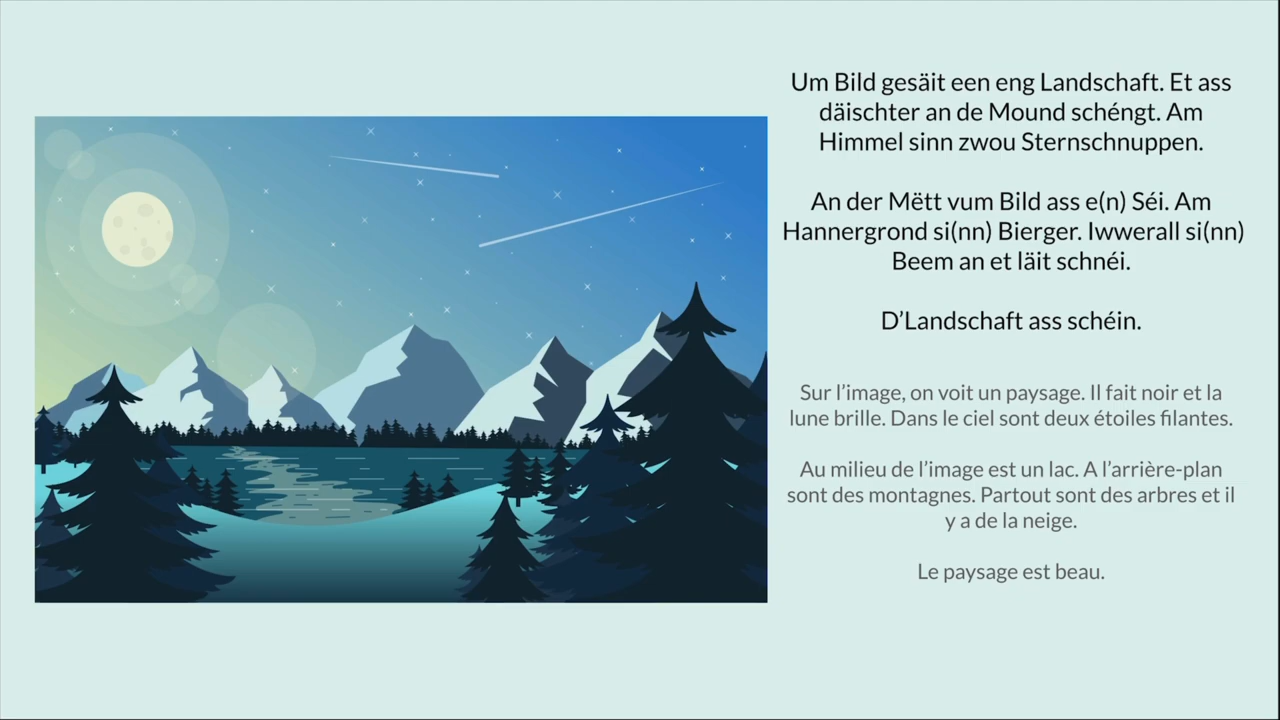 Um Bild gesäit een eng Landschaft. Et ass
däischter an de Mound schéngt. Am
Himmel sinn zwou Sternschnuppen.
An der Mëtt vum Bild ass e(n) Séi. Am
Hannergrond si(nn) Bierger. Iwwerall si(nn)
Beem an et läit schnéi.
D’Landschaft ass schéin.
Sur l’image, on voit un paysage. Il fait noir et la
lune brille. Dans le ciel sont deux étoiles filantes.
Au milieu de l’image est un lac. A l’arrière-plan
sont des montagnes. Partout sont des arbres et il
y a de la neige.
Le paysage est beau.